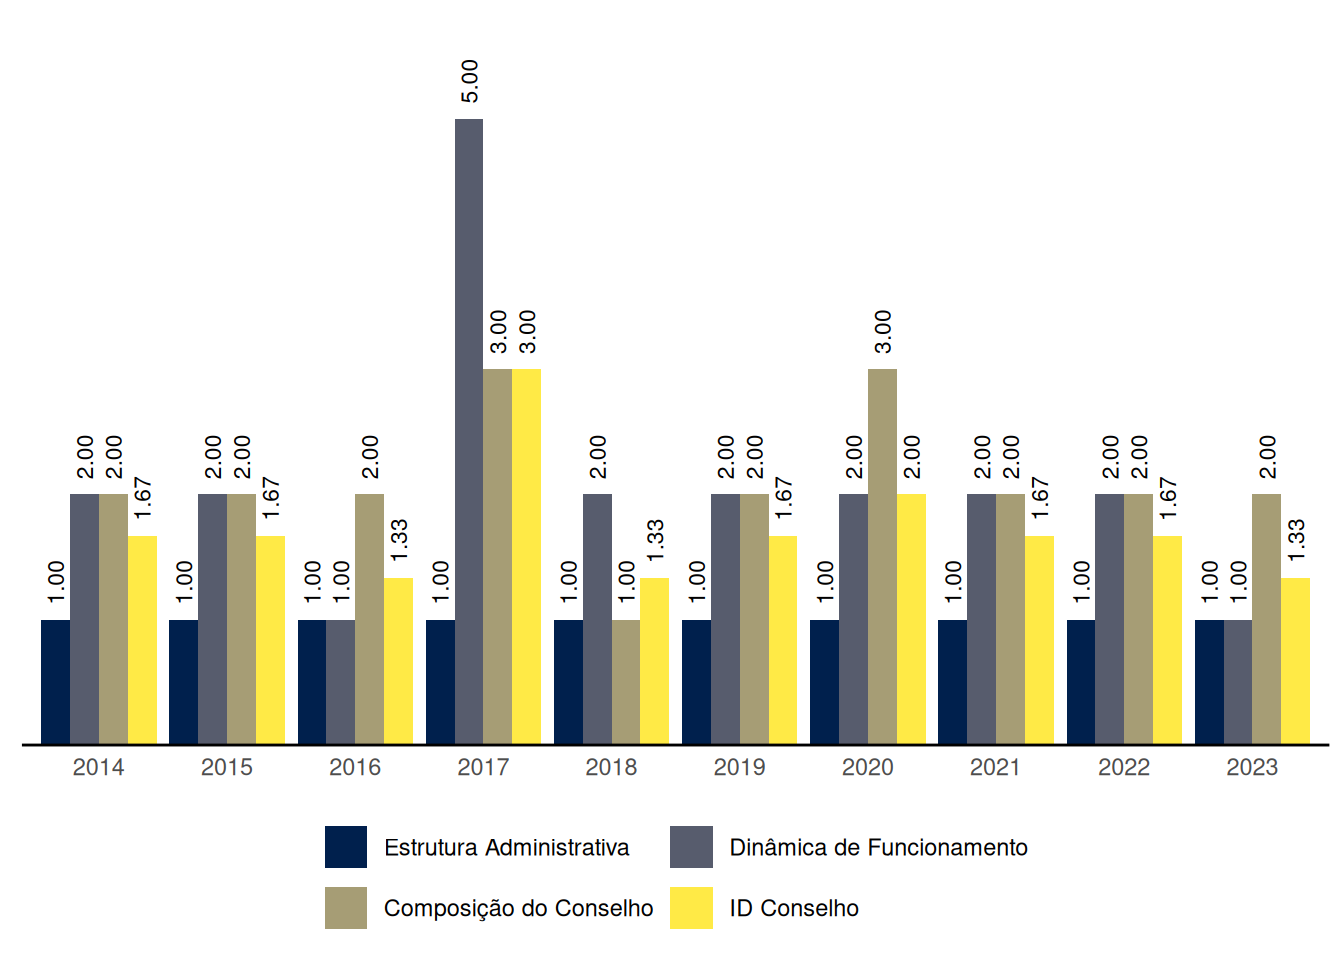 5.00
3.00 3.00 3.00
2.00 2.00 2.00 2.00 2.00 2.00 2.00 2.00 2.00 2.00 2.00 2.00 2.00 2.00 2.00 2.00
1.67 1.67 1.67 1.67 1.67
1.33 1.33 1.33
1.00 1.00 1.00 1.00 1.00 1.00 1.00 1.00 1.00 1.00 1.00 1.00 1.00
2014 2015 2016 2017 2018 2019 2020 2021 2022 2023
Estrutura Administrativa Dinâmica de Funcionamento
Composição do Conselho ID Conselho